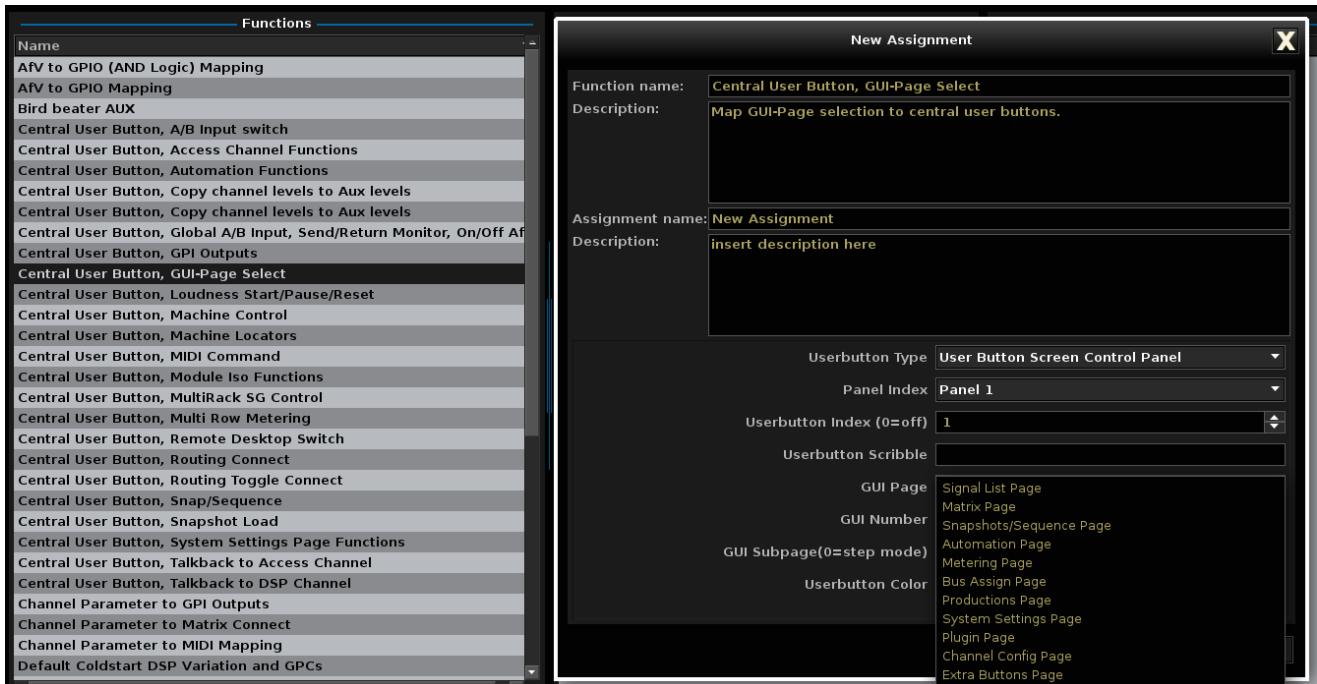 Functions
Name
AfV to GPIO (AND Logic) Mapping
AfV to GPIO Mapping
Bird beater AUX
Central User Button, A/B Input switch
Central User Button, Access Channel Functions
Central User Button, Automation Functions
Central User Button, Copy channel levels to Aux levels
Central User Button, Copy channel levels to Aux levels
Central User Button, Global A/B Input, Send/Return Monitor, On/Off Af
Central User Button, GPI Outputs
Central User Button, GUI-Page Select
Central User Button, Loudness Start/Pause/Reset
Central User Button, Machine Control
Central User Button, Machine Locators
Central User Button, MIDI Command
Central User Button, Module Iso Functions
Central User Button, MultiRack SG Control
Central User Button, Multi Row Metering
Central User Button, Remote Desktop Switch
Central User Button, Routing Connect
Central User Button, Routing Toggle Connect
Central User Button, Snap/Sequence
Central User Button, Snapshot Load
Central User Button, System Settings Page Functions
Central User Button, Talkback to Access Channel
Central User Button, Talkback to DSP Channel
Channel Parameter to GPI Outputs
Channel Parameter to Matrix Connect
Channel Parameter to MIDI Mapping
Default Coldstart DSP Variation and GPCs
New Assignment
X
Function name: Central User Button, GUI-Page Select
Description: Map GUI-Page selection to central user buttons.
Assignment name: New Assignment
Description: insert description here
Userbutton Type User Button Screen Control Panel
Panel Index Panel 1
Userbutton Index (0=off) 1
Userbutton Scribble
GUI Page
GUI Number
GUI Subpage(0=step mode)
Userbutton Color
Signal List Page
Matrix Page
Snapshots/Sequence Page
Automation Page
Metering Page
Bus Assign Page
Productions Page
System Settings Page
Plugin Page
Channel Config Page
Extra Buttons Page